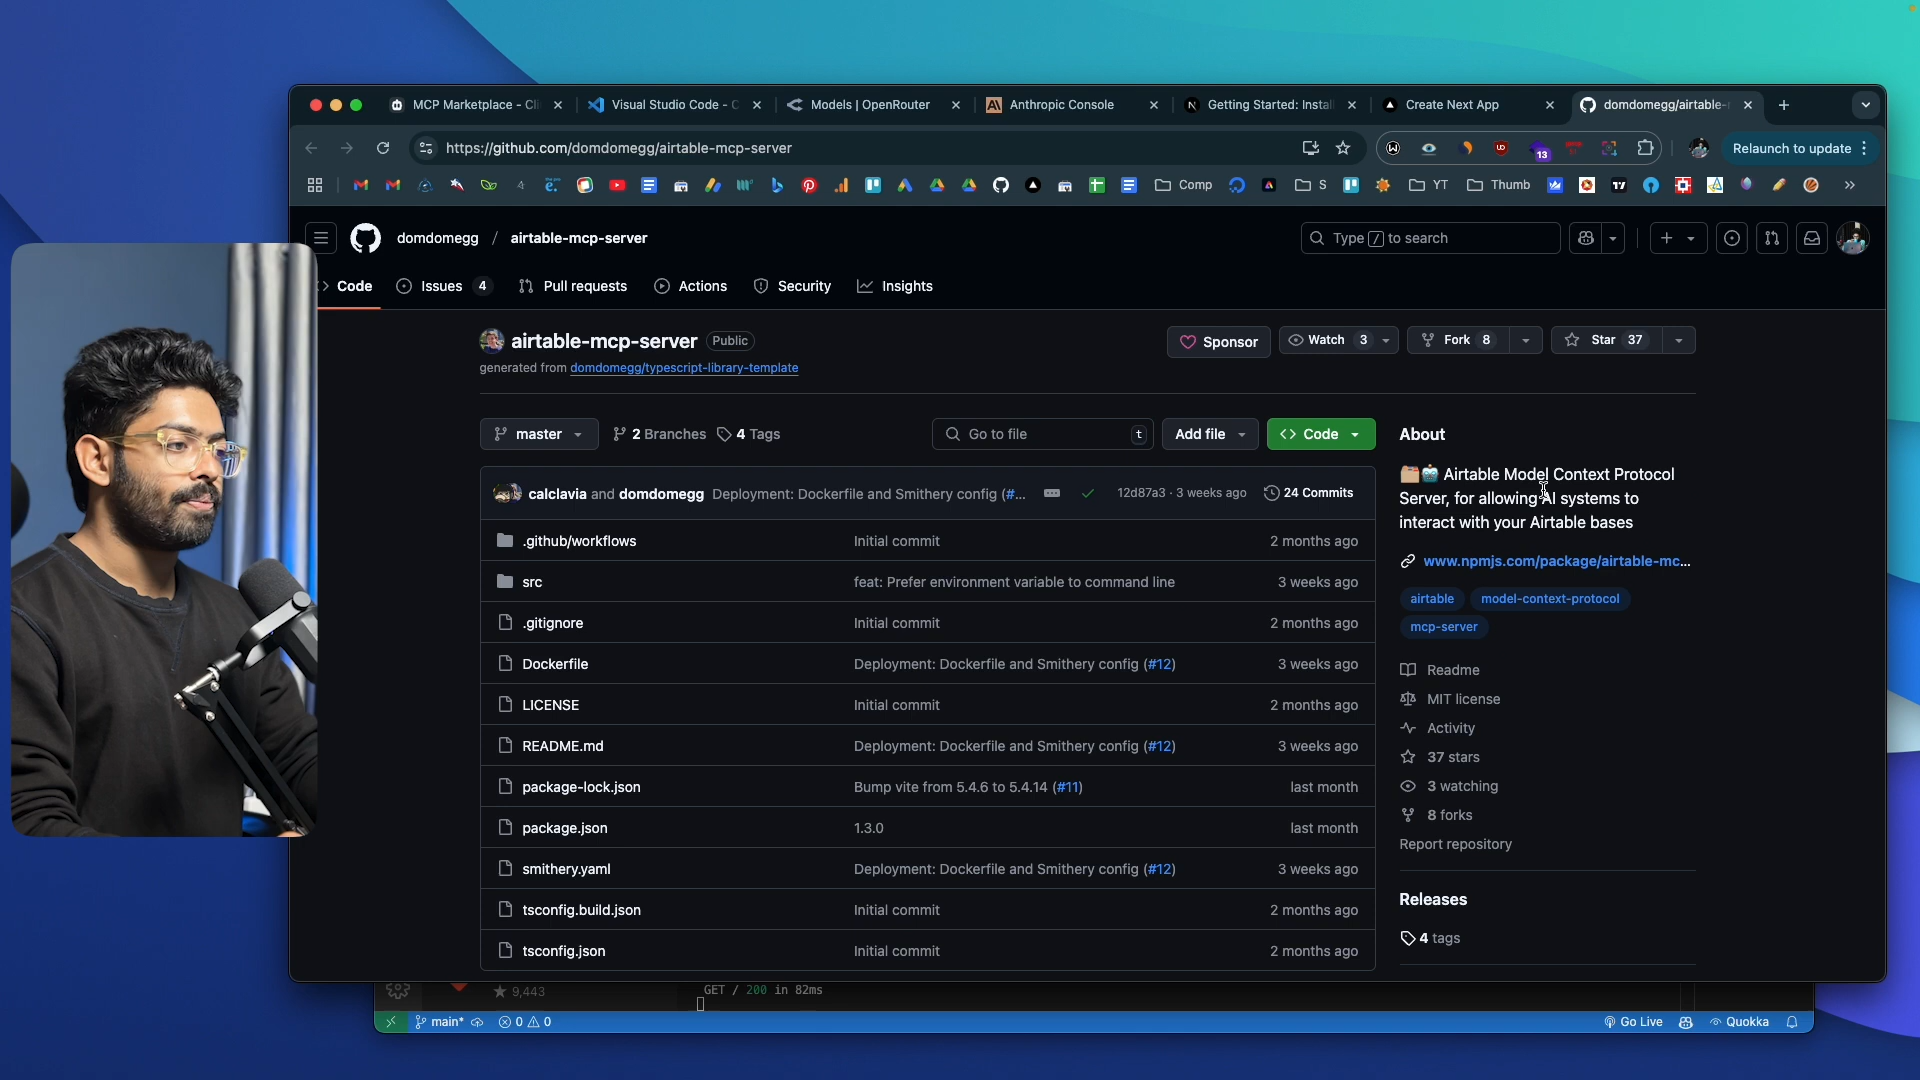 MCP Marketplace - Cli
Visual Studio Code - C
Models | OpenRouter
Anthropic Console
Getting Started: Instal
Create Next App
domdomegg/airtable-
https://github.com/domdomegg/airtable-mcp-server
13
Relaunch to update
Comp
S
YT
Thumb
domdomegg / airtable-mcp-server
Type / to search
Code
Issues 4
Pull requests
Actions
Security
Insights
airtable-mcp-server Public
Sponsor
Watch 3
Fork 8
Star 37
generated from domdomegg/typescript-library-template
master
2 Branches
4 Tags
Go to file t
Add file
Code
calclavia and domdomegg Deployment: Dockerfile and Smithery config (#... 12d87a3 · 3 weeks ago 24 Commits
.github/workflows Initial commit 2 months ago
src feat: Prefer environment variable to command line 3 weeks ago
.gitignore Initial commit 2 months ago
Dockerfile Deployment: Dockerfile and Smithery config (#12) 3 weeks ago
LICENSE Initial commit 2 months ago
README.md Deployment: Dockerfile and Smithery config (#12) 3 weeks ago
package-lock.json Bump vite from 5.4.6 to 5.4.14 (#11) last month
package.json 1.3.0 last month
smithery.yaml Deployment: Dockerfile and Smithery config (#12) 3 weeks ago
tsconfig.build.json Initial commit 2 months ago
tsconfig.json Initial commit 2 months ago
About
Airtable Model Context Protocol
Server, for allowing AI systems to
interact with your Airtable bases
www.npmjs.com/package/airtable-mc...
airtable
model-context-protocol
mcp-server
Readme
MIT license
Activity
37 stars
3 watching
8 forks
Report repository
Releases
4 tags
9,443
GET / 200 in 82ms
main*
0 0
Go Live
Quokka